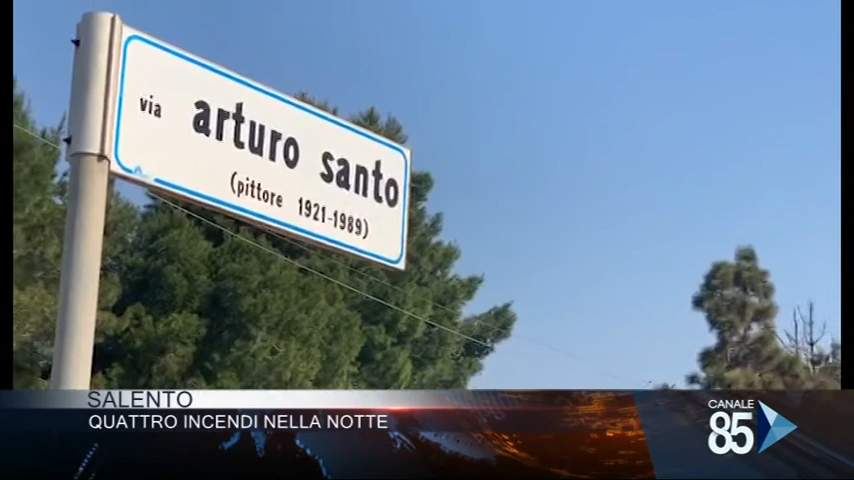 via arturo santo
(pittore 1921-1989)
SALENTO
QUATTRO INCENDI NELLA NOTTE
CANALE
85